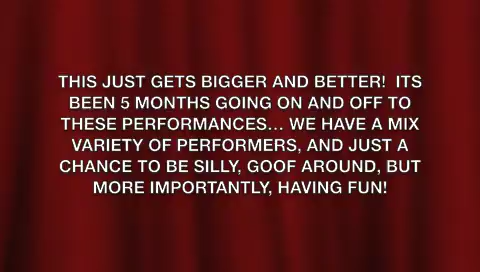 THIS JUST GETS BIGGER AND BETTER!  ITS
BEEN 5 MONTHS GOING ON AND OFF TO
THESE PERFORMANCES... WE HAVE A MIX
VARIETY OF PERFORMERS, AND JUST A
CHANCE TO BE SILLY, GOOF AROUND, BUT
MORE IMPORTANTLY, HAVING FUN!